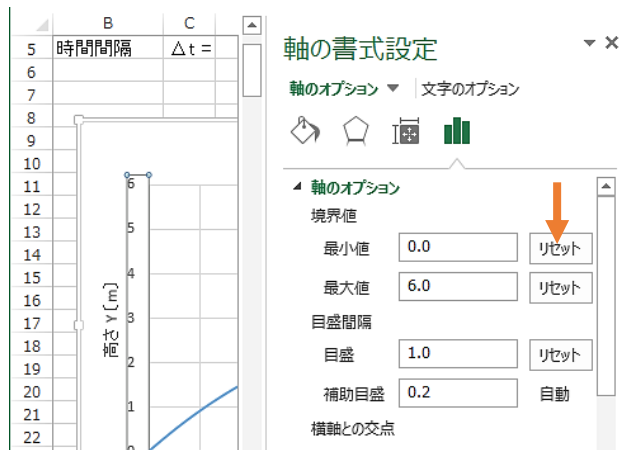 B C
5 時間間隔 △t =
6
7
8
9
10
11
12
13
14
15
16
17
18
19
20
21
22
6
5
4
3
2
1
0
高さ Y [m]
軸の書式設定
軸のオプション 文字のオプション
軸のオプション
境界値
最小値 0.0 リセット
最大値 6.0 リセット
目盛間隔
目盛 1.0 リセット
補助目盛 0.2 自動
横軸との交点